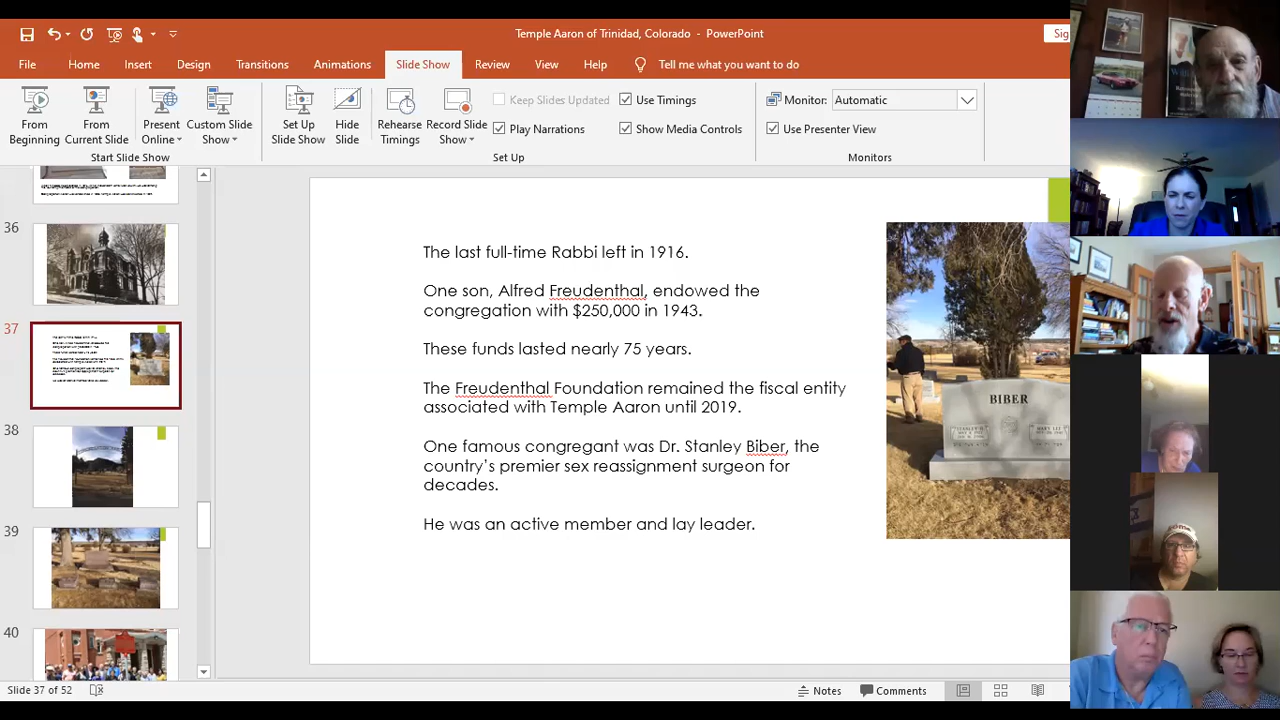 Temple Aaron of Trinidad, Colorado - PowerPoint
Sig
File Home Insert Design Transitions Animations Slide Show Review View Help Tell me what you want to do
From Beginning
From Current Slide
Present Online
Custom Slide Show
Start Slide Show
Set Up Slide Show
Hide Slide
Rehearse Timings
Record Slide Show
Keep Slides Updated
Play Narrations
Use Timings
Show Media Controls
Set Up
Monitor: Automatic
Use Presenter View
Monitors
36
37
38
39
40
The last full-time Rabbi left in 1916.
One son, Alfred Freudenthal, endowed the
congregation with $250,000 in 1943.
These funds lasted nearly 75 years.
The Freudenthal Foundation remained the fiscal entity
associated with Temple Aaron until 2019.
One famous congregant was Dr. Stanley Biber, the
country's premier sex reassignment surgeon for
decades.
He was an active member and lay leader.
BIBER
Slide 37 of 52
Notes Comments